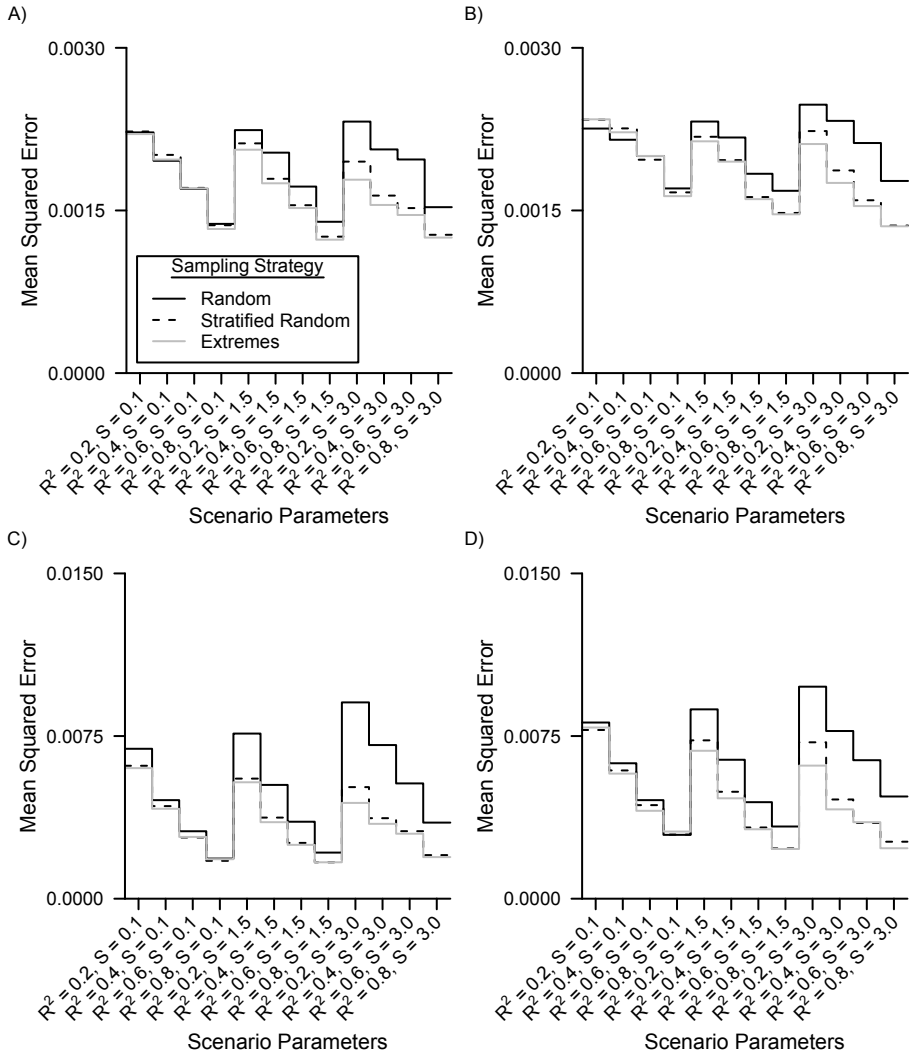 A)
Mean Squared Error
0.0030
0.0015
0.0000
Sampling Strategy
Random
Stratified Random
Extremes
R² = 0.2, S = 0.1
R² = 0.4, S = 0.1
R² = 0.6, S = 0.1
R² = 0.8, S = 0.1
R² = 0.2, S = 1.5
R² = 0.4, S = 1.5
R² = 0.6, S = 1.5
R² = 0.8, S = 1.5
R² = 0.2, S = 3.0
R² = 0.4, S = 3.0
R² = 0.6, S = 3.0
R² = 0.8, S = 3.0
Scenario Parameters
B)
Mean Squared Error
0.0030
0.0015
0.0000
R² = 0.2, S = 0.1
R² = 0.4, S = 0.1
R² = 0.6, S = 0.1
R² = 0.8, S = 0.1
R² = 0.2, S = 1.5
R² = 0.4, S = 1.5
R² = 0.6, S = 1.5
R² = 0.8, S = 1.5
R² = 0.2, S = 3.0
R² = 0.4, S = 3.0
R² = 0.6, S = 3.0
R² = 0.8, S = 3.0
Scenario Parameters
C)
Mean Squared Error
0.0150
0.0075
0.0000
R² = 0.2, S = 0.1
R² = 0.4, S = 0.1
R² = 0.6, S = 0.1
R² = 0.8, S = 0.1
R² = 0.2, S = 1.5
R² = 0.4, S = 1.5
R² = 0.6, S = 1.5
R² = 0.8, S = 1.5
R² = 0.2, S = 3.0
R² = 0.4, S = 3.0
R² = 0.6, S = 3.0
R² = 0.8, S = 3.0
Scenario Parameters
D)
Mean Squared Error
0.0150
0.0075
0.0000
R² = 0.2, S = 0.1
R² = 0.4, S = 0.1
R² = 0.6, S = 0.1
R² = 0.8, S = 0.1
R² = 0.2, S = 1.5
R² = 0.4, S = 1.5
R² = 0.6, S = 1.5
R² = 0.8, S = 1.5
R² = 0.2, S = 3.0
R² = 0.4, S = 3.0
R² = 0.6, S = 3.0
R² = 0.8, S = 3.0
Scenario Parameters